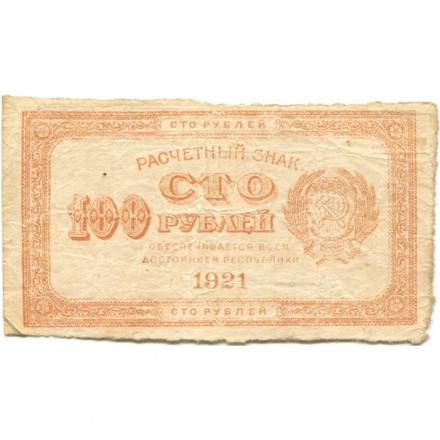 СТО РУБЛЕЙ
РАСЧЕТНЫЙ ЗНАК.
СТО
100 РУБЛЕЙ
ОБЕСПЕЧИВАЕТСЯ ВСЕМ
ДОСТОЯНИЕМ РЕСПУБЛИКИ
1921
СТО РУБЛЕЙ